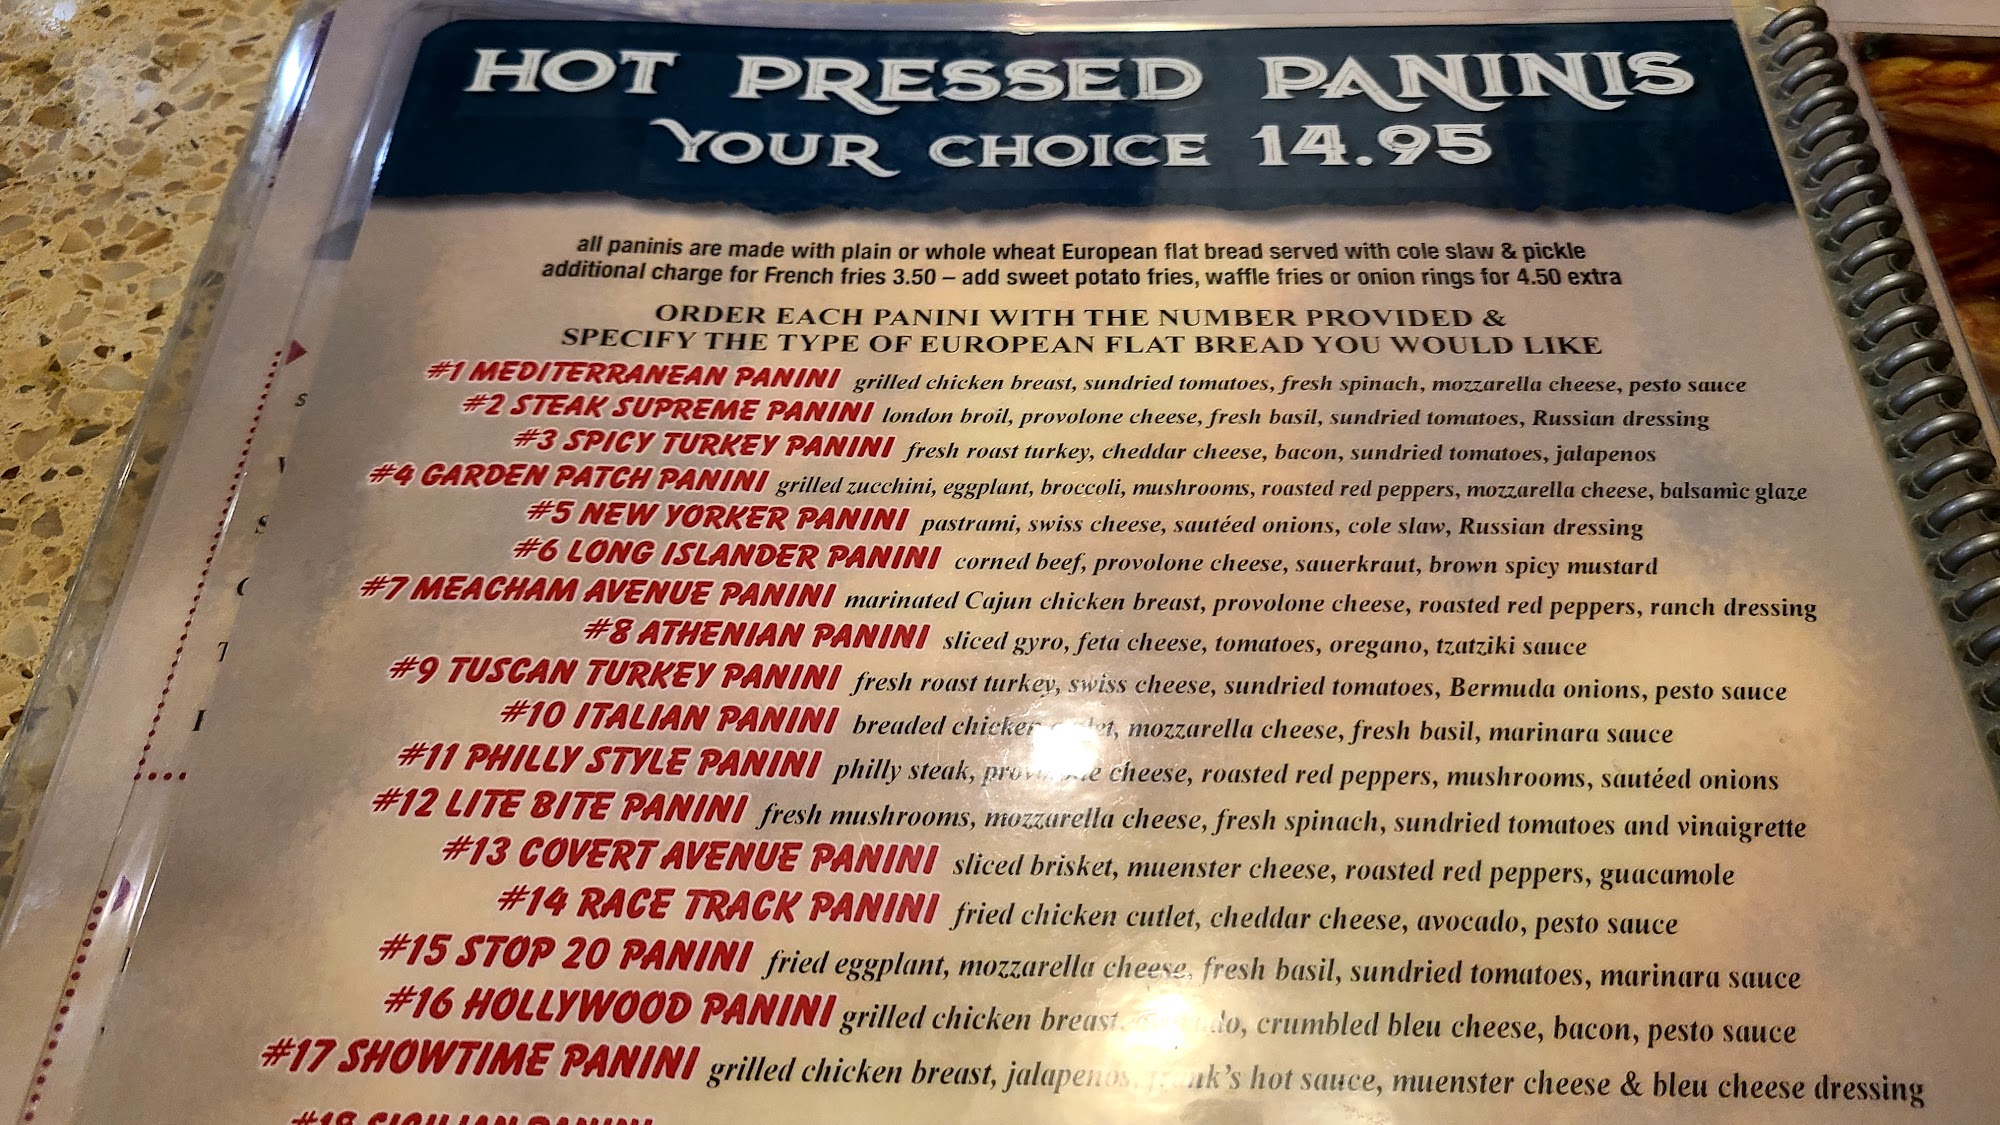 HOT PRESSED PANINIS
YOUR CHOICE 14.95
all paninis are made with plain or whole wheat European flat bread served with cole slaw & pickle
additional charge for French fries 3.50 – add sweet potato fries, waffle fries or onion rings for 4.50 extra
ORDER EACH PANINI WITH THE NUMBER PROVIDED &
SPECIFY THE TYPE OF EUROPEAN FLAT BREAD YOU WOULD LIKE
#1 MEDITERRANEAN PANINI grilled chicken breast, sundried tomatoes, fresh spinach, mozzarella cheese, pesto sauce
#2 STEAK SUPREME PANINI london broil, provolone cheese, fresh basil, sundried tomatoes, Russian dressing
#3 SPICY TURKEY PANINI fresh roast turkey, cheddar cheese, bacon, sundried tomatoes, jalapenos
#4 GARDEN PATCH PANINI grilled zucchini, eggplant, broccoli, mushrooms, roasted red peppers, mozzarella cheese, balsamic glaze
#5 NEW YORKER PANINI pastrami, swiss cheese, sautéed onions, cole slaw, Russian dressing
#6 LONG ISLANDER PANINI corned beef, provolone cheese, sauerkraut, brown spicy mustard
#7 MEACHAM AVENUE PANINI marinated Cajun chicken breast, provolone cheese, roasted red peppers, ranch dressing
#8 ATHENIAN PANINI sliced gyro, feta cheese, tomatoes, oregano, tzatziki sauce
#9 TUSCAN TURKEY PANINI fresh roast turkey, swiss cheese, sundried tomatoes, Bermuda onions, pesto sauce
#10 ITALIAN PANINI breaded chicken cutlet, mozzarella cheese, fresh basil, marinara sauce
#11 PHILLY STYLE PANINI philly steak, provolone cheese, roasted red peppers, mushrooms, sautéed onions
#12 LITE BITE PANINI fresh mushrooms, mozzarella cheese, fresh spinach, sundried tomatoes and vinaigrette
#13 COVERT AVENUE PANINI sliced brisket, muenster cheese, roasted red peppers, guacamole
#14 RACE TRACK PANINI fried chicken cutlet, cheddar cheese, avocado, pesto sauce
#15 STOP 20 PANINI fried eggplant, mozzarella cheese, fresh basil, sundried tomatoes, marinara sauce
#16 HOLLYWOOD PANINI grilled chicken breast, avocado, crumbled bleu cheese, bacon, pesto sauce
#17 SHOWTIME PANINI grilled chicken breast, jalapenos, frank's hot sauce, muenster cheese & bleu cheese dressing
#18 SICILIAN PANINI